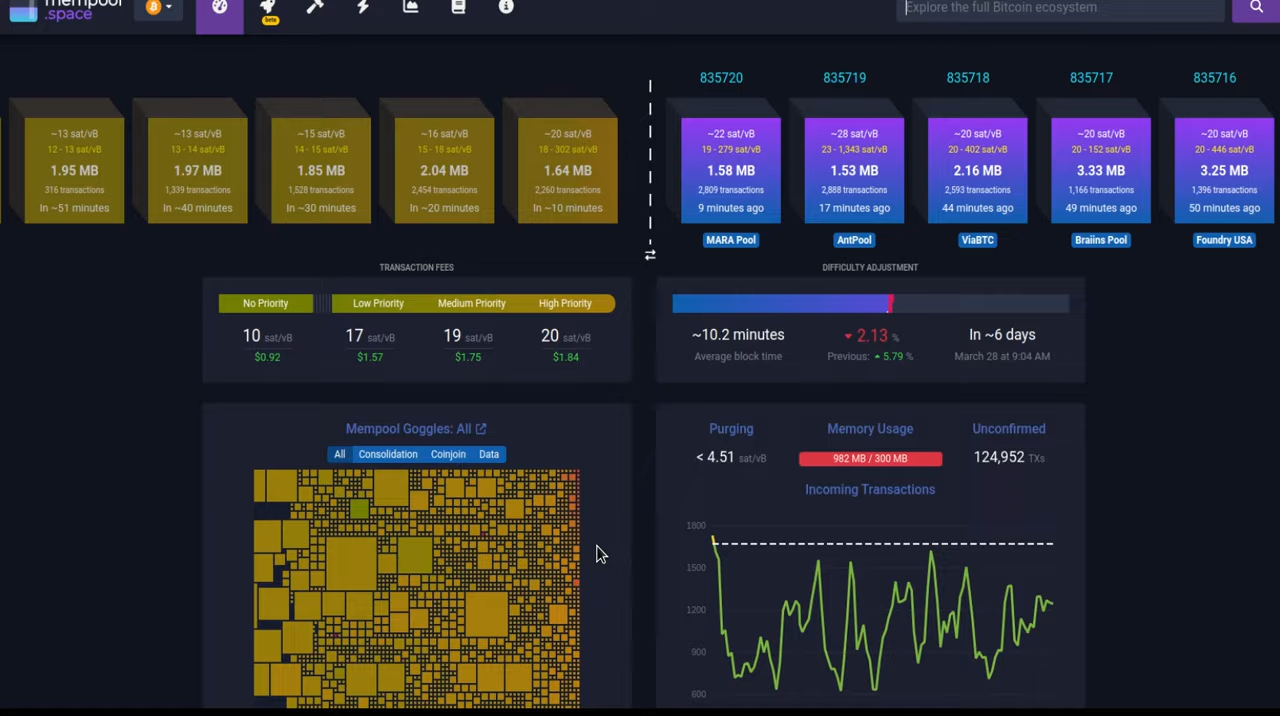 mempool
.space
beta
Explore the full Bitcoin ecosystem
835720 835719 835718 835717 835716
~13 sat/vB ~13 sat/vB ~15 sat/vB ~16 sat/vB ~20 sat/vB ~22 sat/vB ~28 sat/vB ~20 sat/vB ~20 sat/vB ~20 sat/vB
12 - 13 sat/vB 13 - 14 sat/vB 14 - 15 sat/vB 15 - 18 sat/vB 18 - 302 sat/vB 19 - 279 sat/vB 23 - 1,343 sat/vB 20 - 402 sat/vB 20 - 152 sat/vB 20 - 446 sat/vB
1.95 MB 1.97 MB 1.85 MB 2.04 MB 1.64 MB 1.58 MB 1.53 MB 2.16 MB 3.33 MB 3.25 MB
316 transactions 1,339 transactions 1,528 transactions 2,454 transactions 2,260 transactions 2,809 transactions 2,888 transactions 2,593 transactions 1,166 transactions 1,396 transactions
In ~51 minutes In ~40 minutes In ~30 minutes In ~20 minutes In ~10 minutes 9 minutes ago 17 minutes ago 44 minutes ago 49 minutes ago 50 minutes ago
MARA Pool AntPool ViaBTC Braiins Pool Foundry USA
TRANSACTION FEES
No Priority Low Priority Medium Priority High Priority
10 sat/vB 17 sat/vB 19 sat/vB 20 sat/vB
$0.92 $1.57 $1.75 $1.84
DIFFICULTY ADJUSTMENT
~10.2 minutes 2.13 % In ~6 days
Average block time Previous: 5.79 % March 28 at 9:04 AM
Mempool Goggles: All
All Consolidation Coinjoin Data
Purging Memory Usage Unconfirmed
< 4.51 sat/vB 982 MB / 300 MB 124,952 TXs
Incoming Transactions
1800
1500
1200
900
600